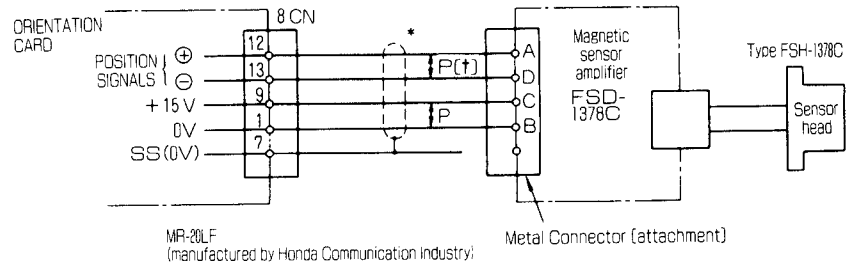 ORIENTATION
CARD
8 CN
*
POSITION
SIGNALS
⊕
⊖
+15V
0V
SS(0V)
12
13
9
1
7
P(†)
P
A
D
C
B
Magnetic
sensor
amplifier
FSD-
1378C
Type FSH-1378C
Sensor
head
MR-20LF
(manufactured by Honda Communication Industry)
Metal Connector (attachment)